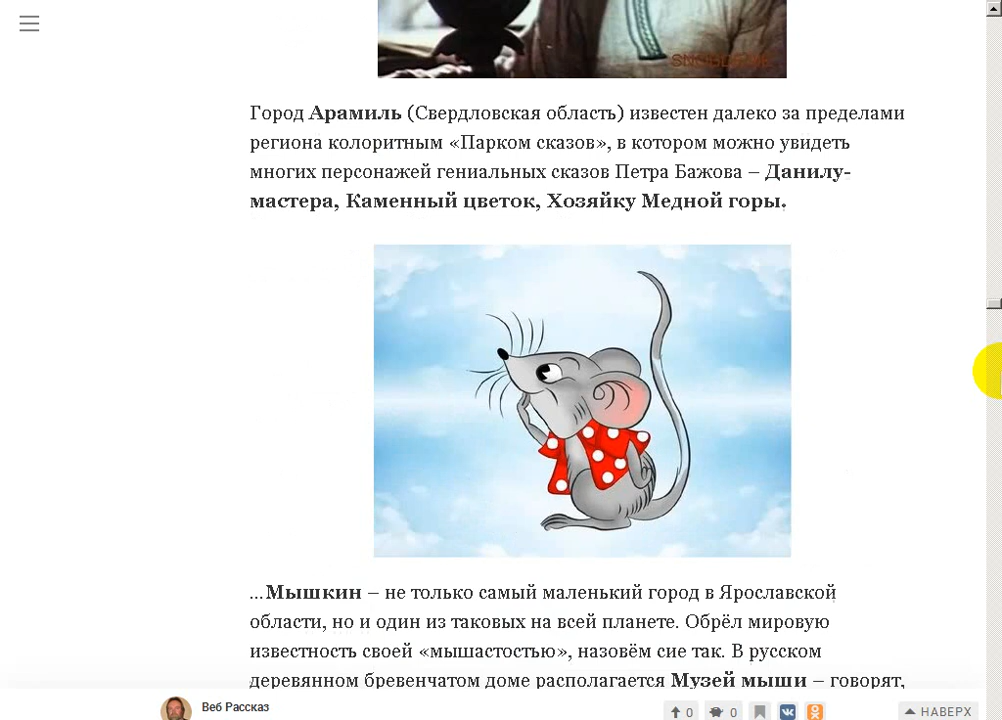 Город Арамиль (Свердловская область) известен далеко за пределами
региона колоритным «Парком сказов», в котором можно увидеть
многих персонажей гениальных сказов Петра Бажова – Данилу-
мастера, Каменный цветок, Хозяйку Медной горы.
...Мышкин – не только самый маленький город в Ярославской
области, но и один из таковых на всей планете. Обрёл мировую
известность своей «мышастостью», назовём сие так. В русском
деревянном бревенчатом доме располагается Музей мыши – говорят,
Веб Рассказ
0
0
НАВЕРХ